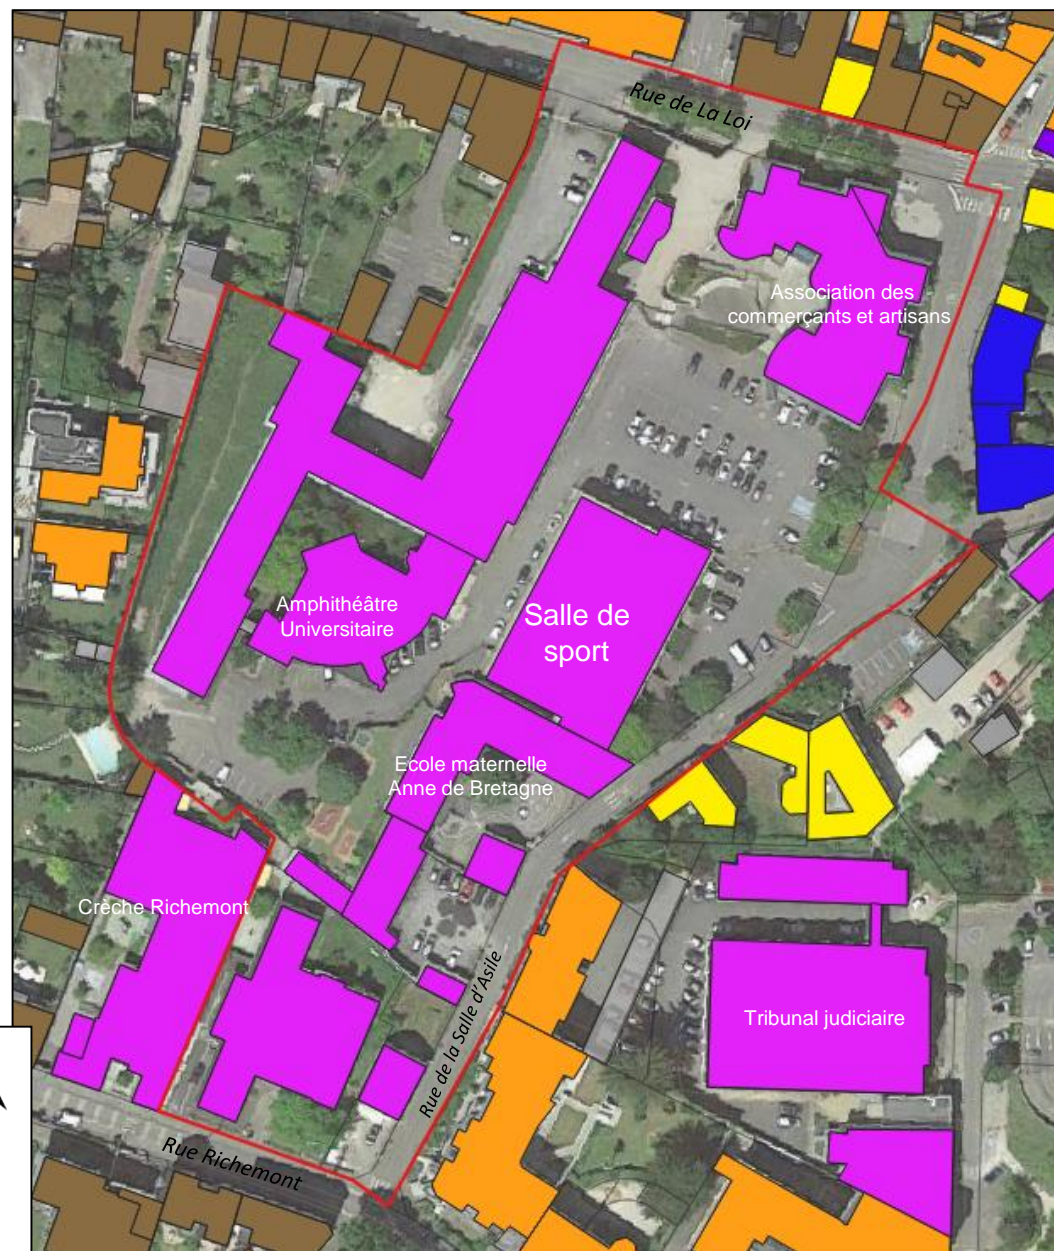 Rue de La Loi
Association des
commerçants et artisans
Amphithéâtre
Universitaire
Salle de
sport
Ecole maternelle
Anne de Bretagne
Crèche Richemont
Rue de la Salle d'Asile
Tribunal judiciaire
Rue Richemont